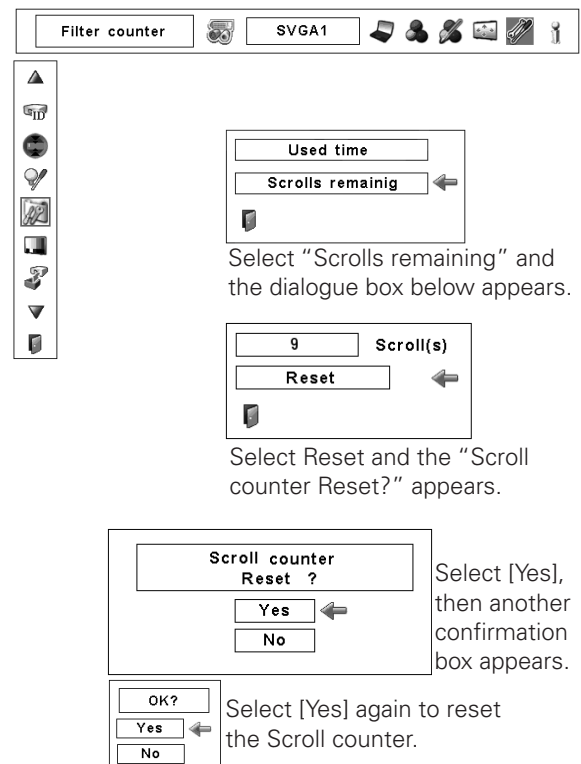 Filter counter
SVGA1
ID
Used time
Scrolls remainig
Select “Scrolls remaining” and
the dialogue box below appears.
9 Scroll(s)
Reset
Select Reset and the “Scroll
counter Reset?” appears.
Scroll counter
Reset ?
Yes
No
Select [Yes],
then another
confirmation
box appears.
OK?
Yes
No
Select [Yes] again to reset
the Scroll counter.